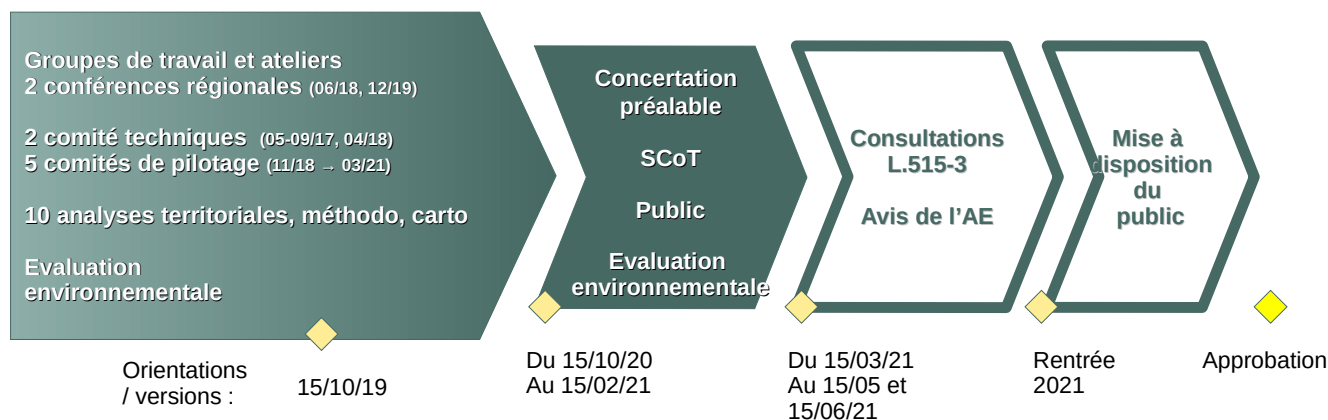 Groupes de travail et ateliers
2 conférences régionales (06/18, 12/19)
2 comité techniques (05-09/17, 04/18)
5 comités de pilotage (11/18 → 03/21)
10 analyses territoriales, méthodo, carto
Evaluation
environnementale
Concertation
préalable
SCoT
Public
Evaluation
environnementale
Consultations
L.515-3
Avis de l’AE
Mise à
disposition
du
public
Orientations
/ versions :
15/10/19
Du 15/10/20
Au 15/02/21
Du 15/03/21
Au 15/05 et
15/06/21
Rentrée
2021
Approbation